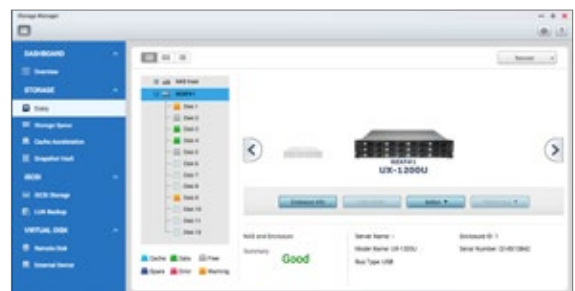 Storage Manager
DASHBOARD
Overview
STORAGE
Disks
Storage Space
Cache Acceleration
Snapshot Vault
iSCSI
iSCSI Storage
LUN Backup
VIRTUAL DISK
Remote Disk
External Device
NAS Host
REXP#1
Disk 1
Disk 2
Disk 3
Disk 4
Disk 5
Disk 6
Disk 7
Disk 8
Disk 9
Disk 10
Disk 11
Disk 12
Cache Data Free
Spare Error Warning
REXP#1
UX-1200U
Enclosure Info
Action
NAS and Enclosure
Summary
Good
Server Name: -
Model Name: UX-1200U
Bus Type: USB
Enclosure ID: 1
Serial Number: